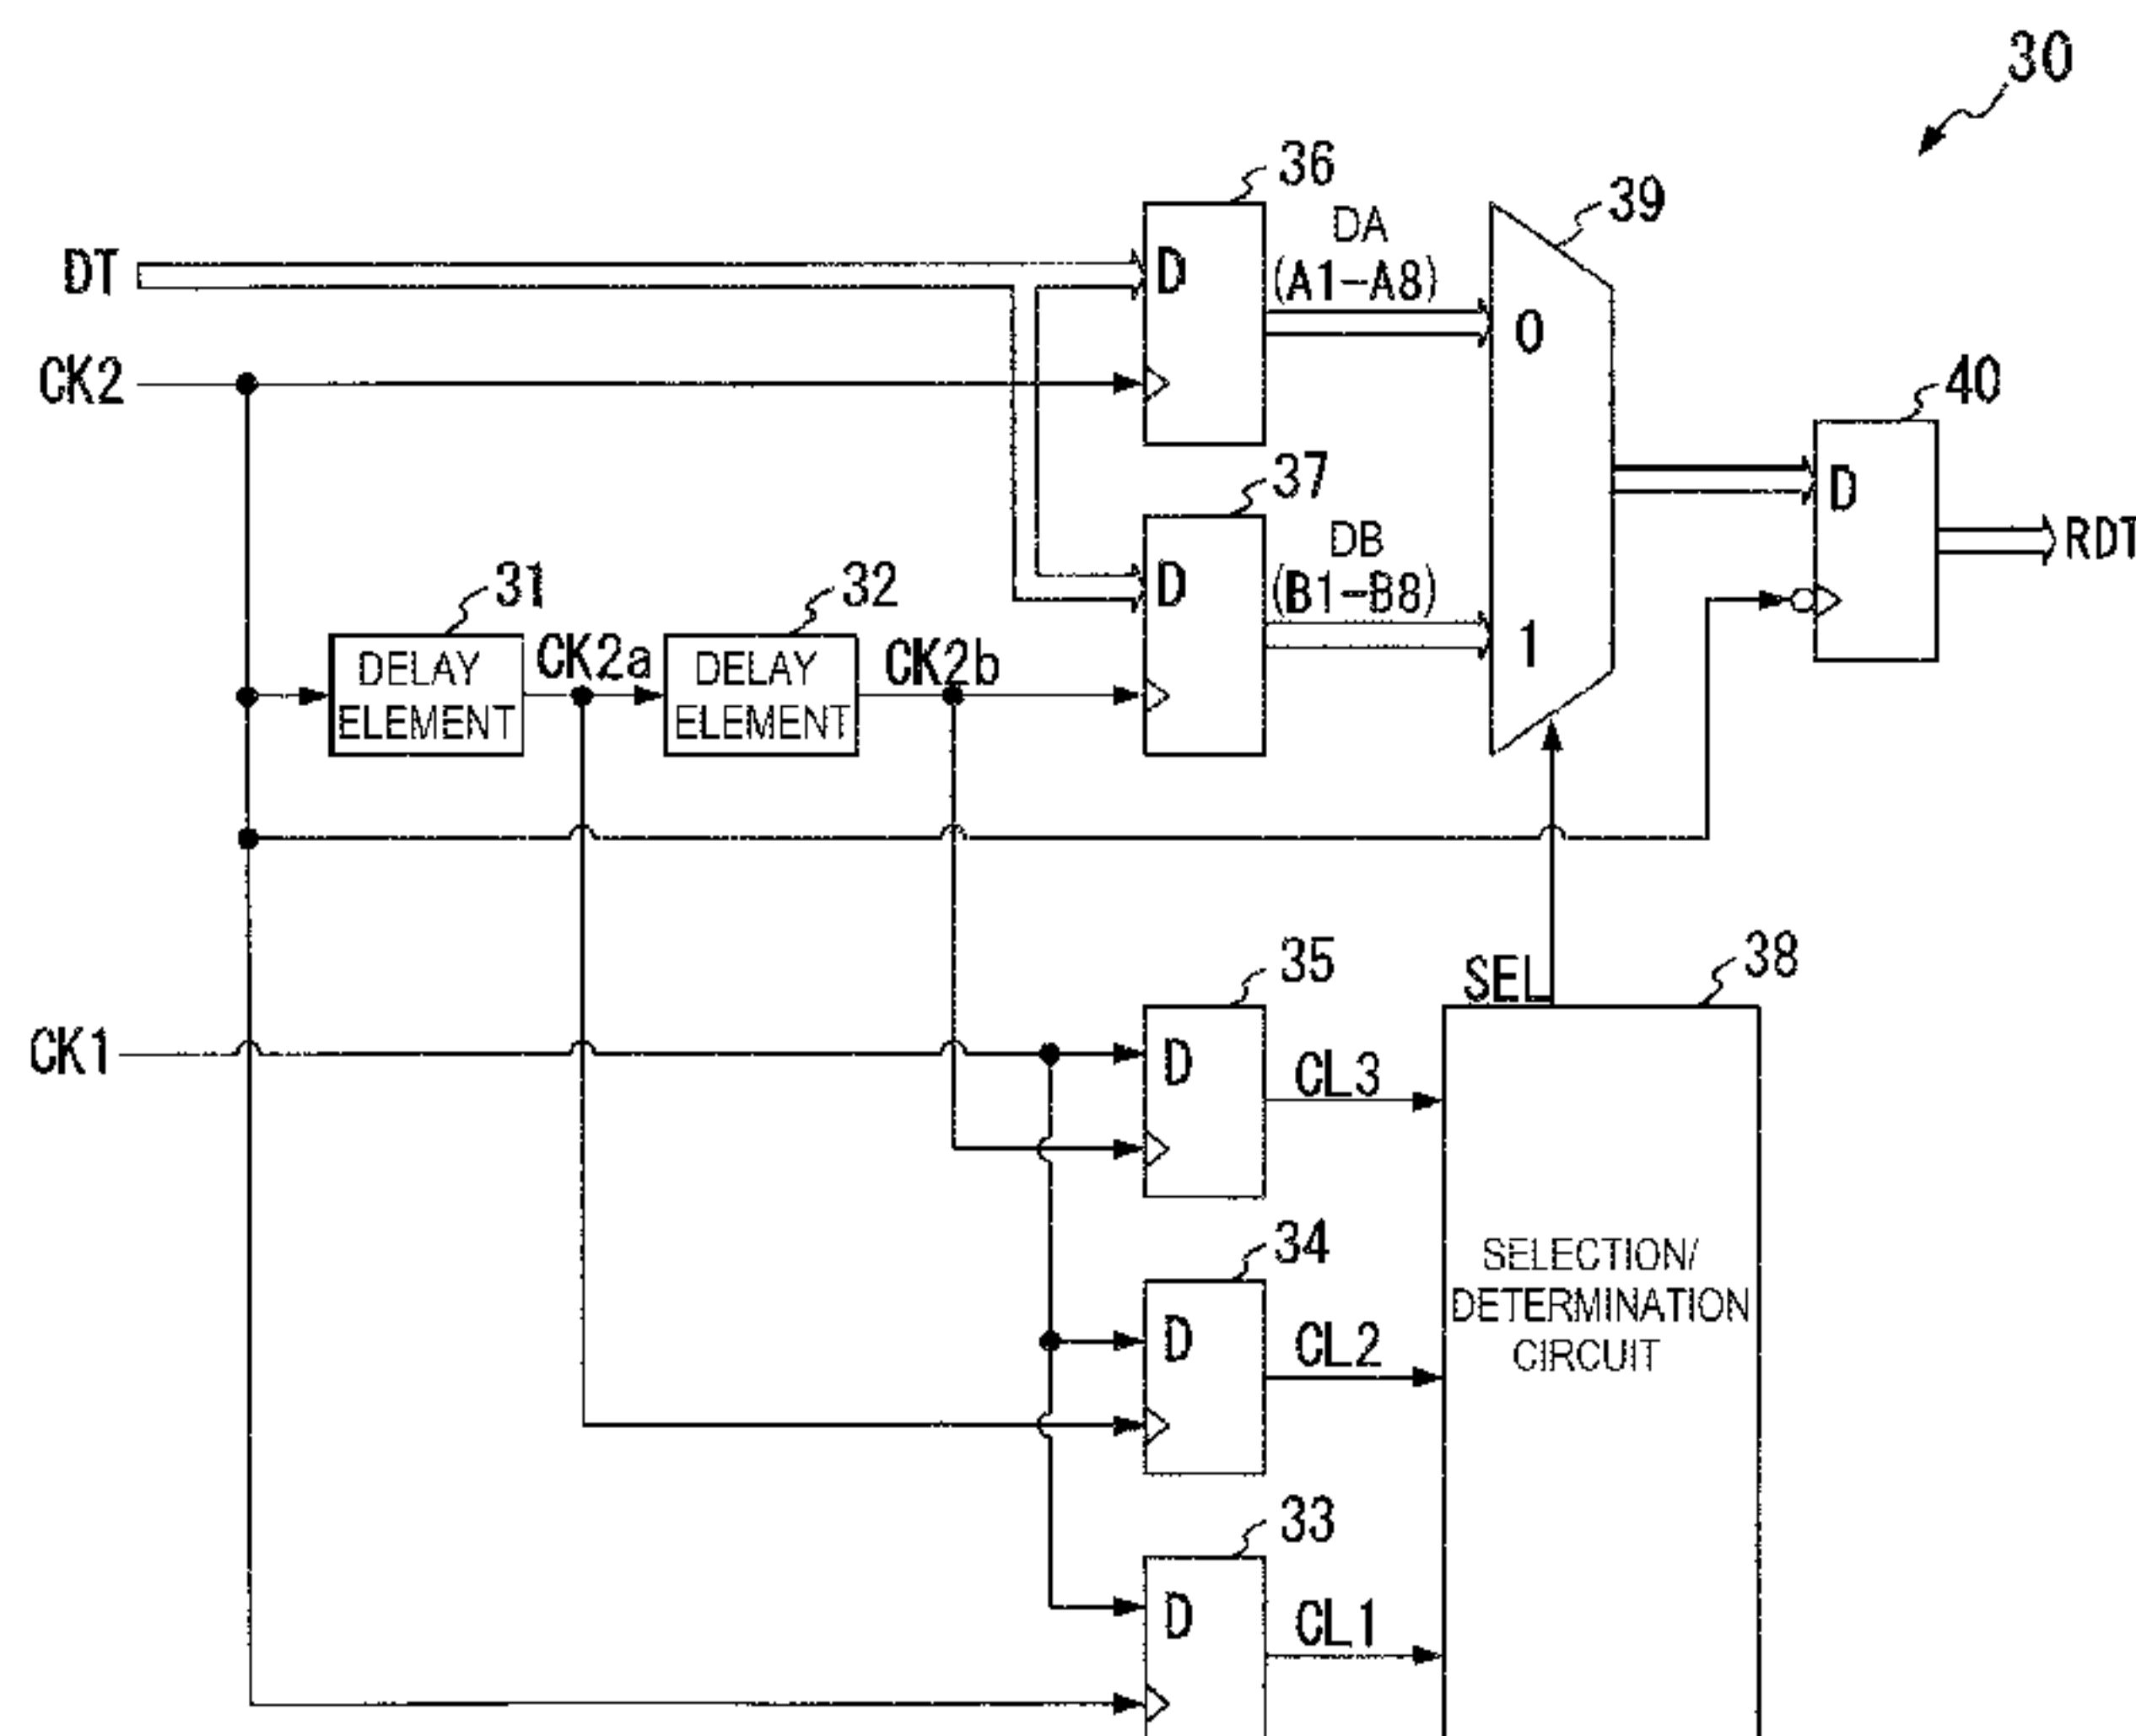 30
36
39
DT
D
DA
(A1-A8)
0
CK2
40
37
D
RDT
D
DB
(B1-B8)
1
31
32
DELAY
ELEMENT
CK2a
DELAY
ELEMENT
CK2b
35
SEL
38
CK1
D
CL3
34
SELECTION/
DETERMINATION
CIRCUIT
D
CL2
33
D
CL1